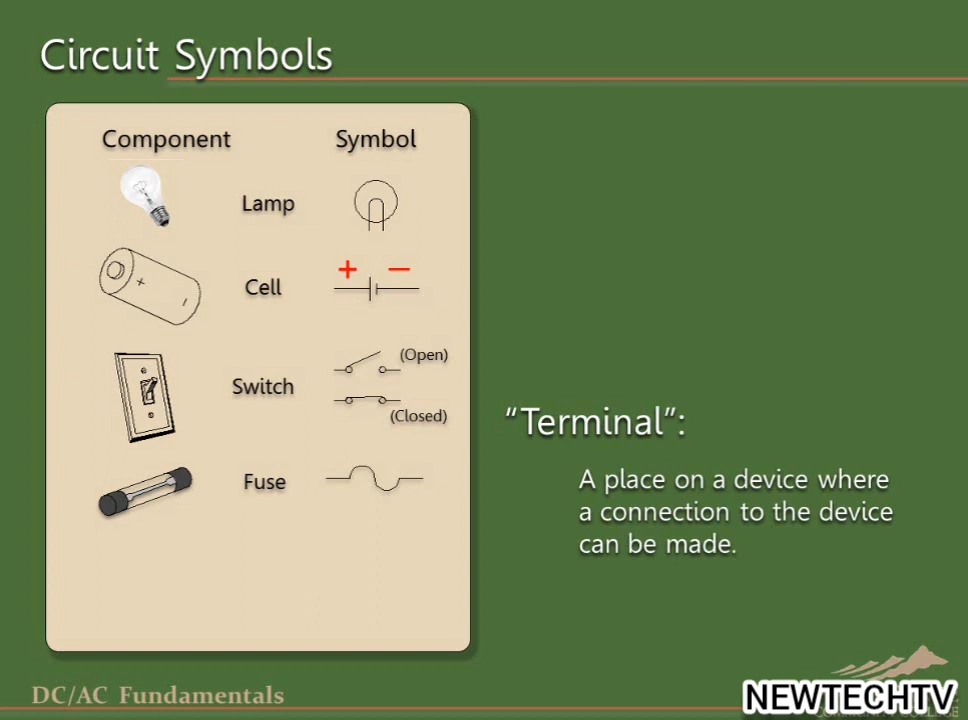 Circuit Symbols
Component Symbol
Lamp
Cell
+ −
+ -
Switch
(Open)
(Closed)
Fuse
“Terminal”:
A place on a device where
a connection to the device
can be made.
DC/AC Fundamentals
NEWTECHTV